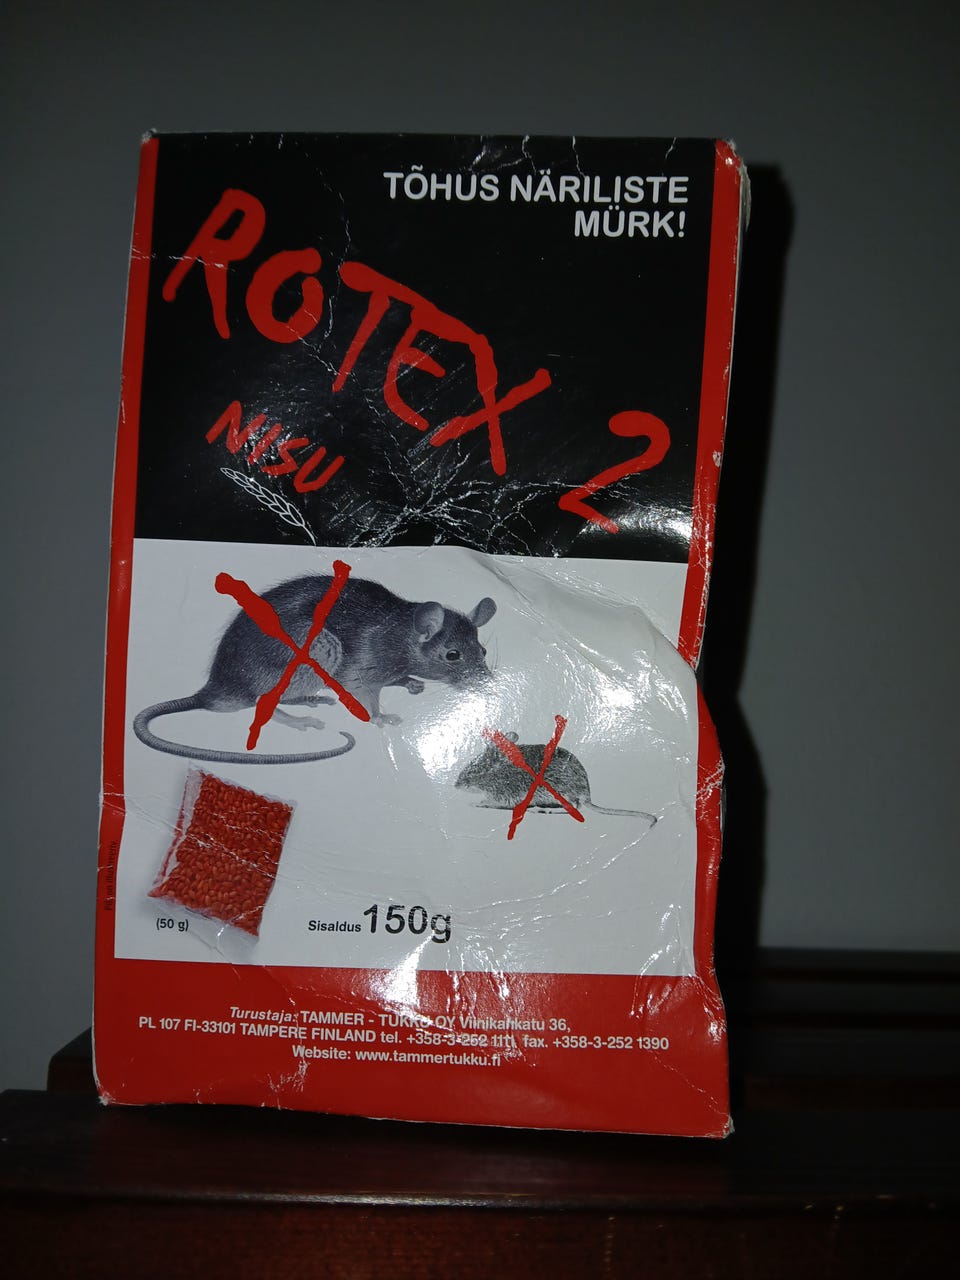 TÕHUS NÄRILISTE
MÜRK!
ROTEX 2
NISU
(50 g)
Sisaldus 150g
Turustaja: TAMMER - TUKKU OY Viinikankatu 36,
PL 107 FI-33101 TAMPERE FINLAND tel. +358-3-252 1111, fax. +358-3-252 1390
Website: www.tammertukku.fi